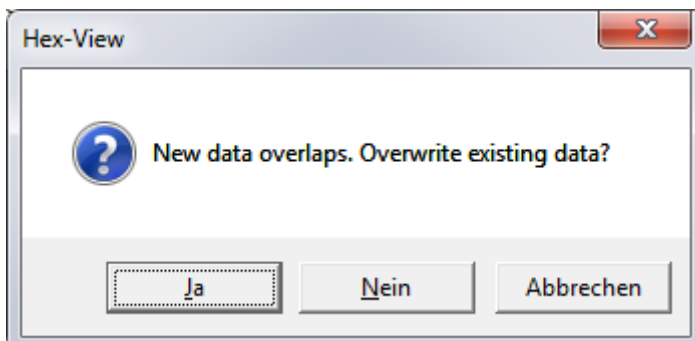 Hex-View
New data overlaps. Overwrite existing data?
Ja
Nein
Abbrechen